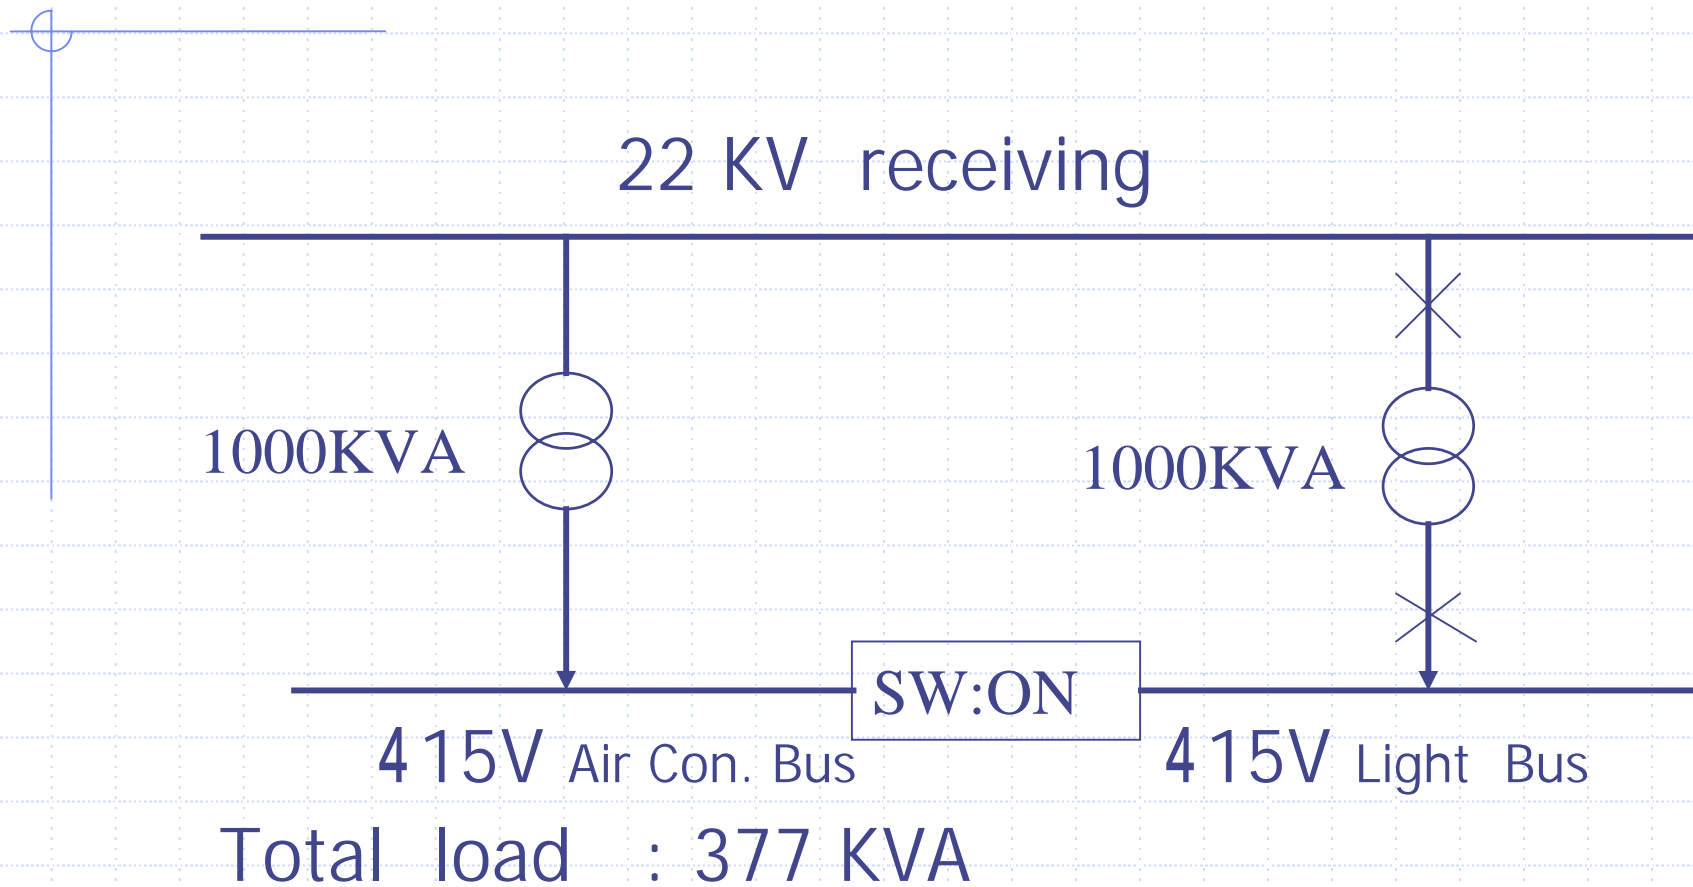 22 KV receiving
1000KVA
1000KVA
SW:ON
415V Air Con. Bus
415V Light Bus
Total load : 377 KVA